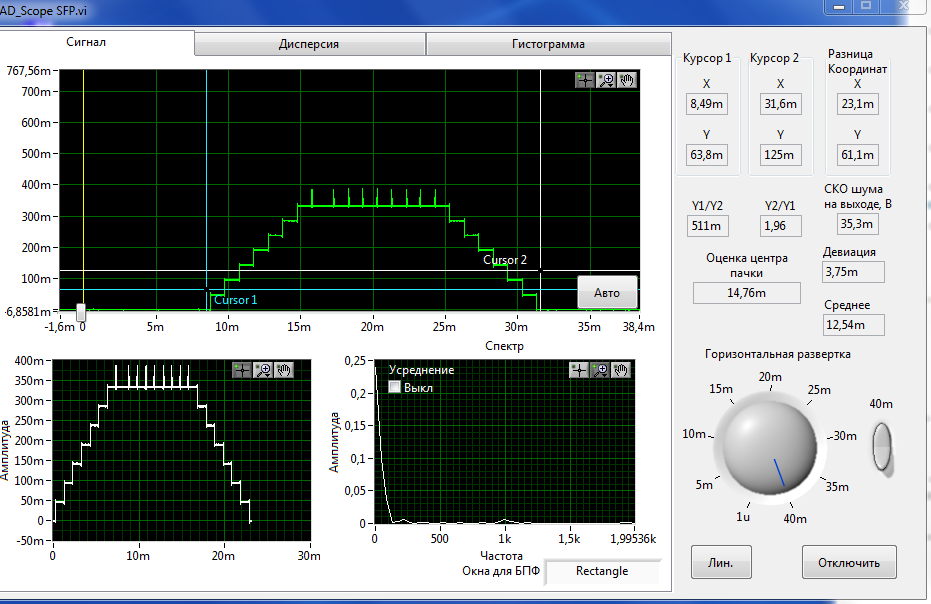 AD_Scope SFP.vi
Сигнал
Дисперсия
Гистограмма
767,56m
700m
600m
500m
400m
300m
200m
100m
-6,8581m
-1,6m
0
5m
10m
15m
20m
25m
30m
35m
38,4m
Cursor 1
Cursor 2
Авто
Курсор 1
X
8,49m
Y
63,8m
Курсор 2
X
31,6m
Y
125m
Разница
Координат
X
23,1m
Y
61,1m
Y1/Y2
511m
Y2/Y1
1,96
СКО шума
на выходе, В
35,3m
Оценка центра
пачки
14,76m
Девиация
3,75m
Среднее
12,54m
Амплитуда
400m
350m
300m
250m
200m
150m
100m
50m
0
-50m
0
10m
20m
30m
Спектр
Усреднение
Выкл
Амплитуда
0,25
0,2
0,15
0,1
0,05
0
0
500
1k
1,5k
1,99536k
Частота
Окна для БПФ
Rectangle
Горизонтальная развертка
1u
5m
10m
15m
20m
25m
30m
35m
40m
40m
Лин.
Отключить